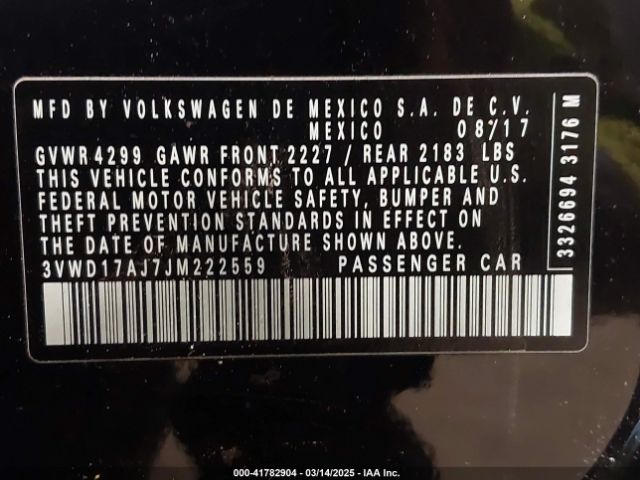 MFD BY VOLKSWAGEN DE MEXICO S.A. DE C.V.
MEXICO 08/17
GVWR 4299 GAWR FRONT 2227 / REAR 2183 LBS
THIS VEHICLE CONFORMS TO ALL APPLICABLE U.S.
FEDERAL MOTOR VEHICLE SAFETY, BUMPER AND
THEFT PREVENTION STANDARDS IN EFFECT ON
THE DATE OF MANUFACTURE SHOWN ABOVE.
3VWD17AJ7JM222559 PASSENGER CAR
3326694 3176 M
000-41782904 - 03/14/2025 - IAA Inc.